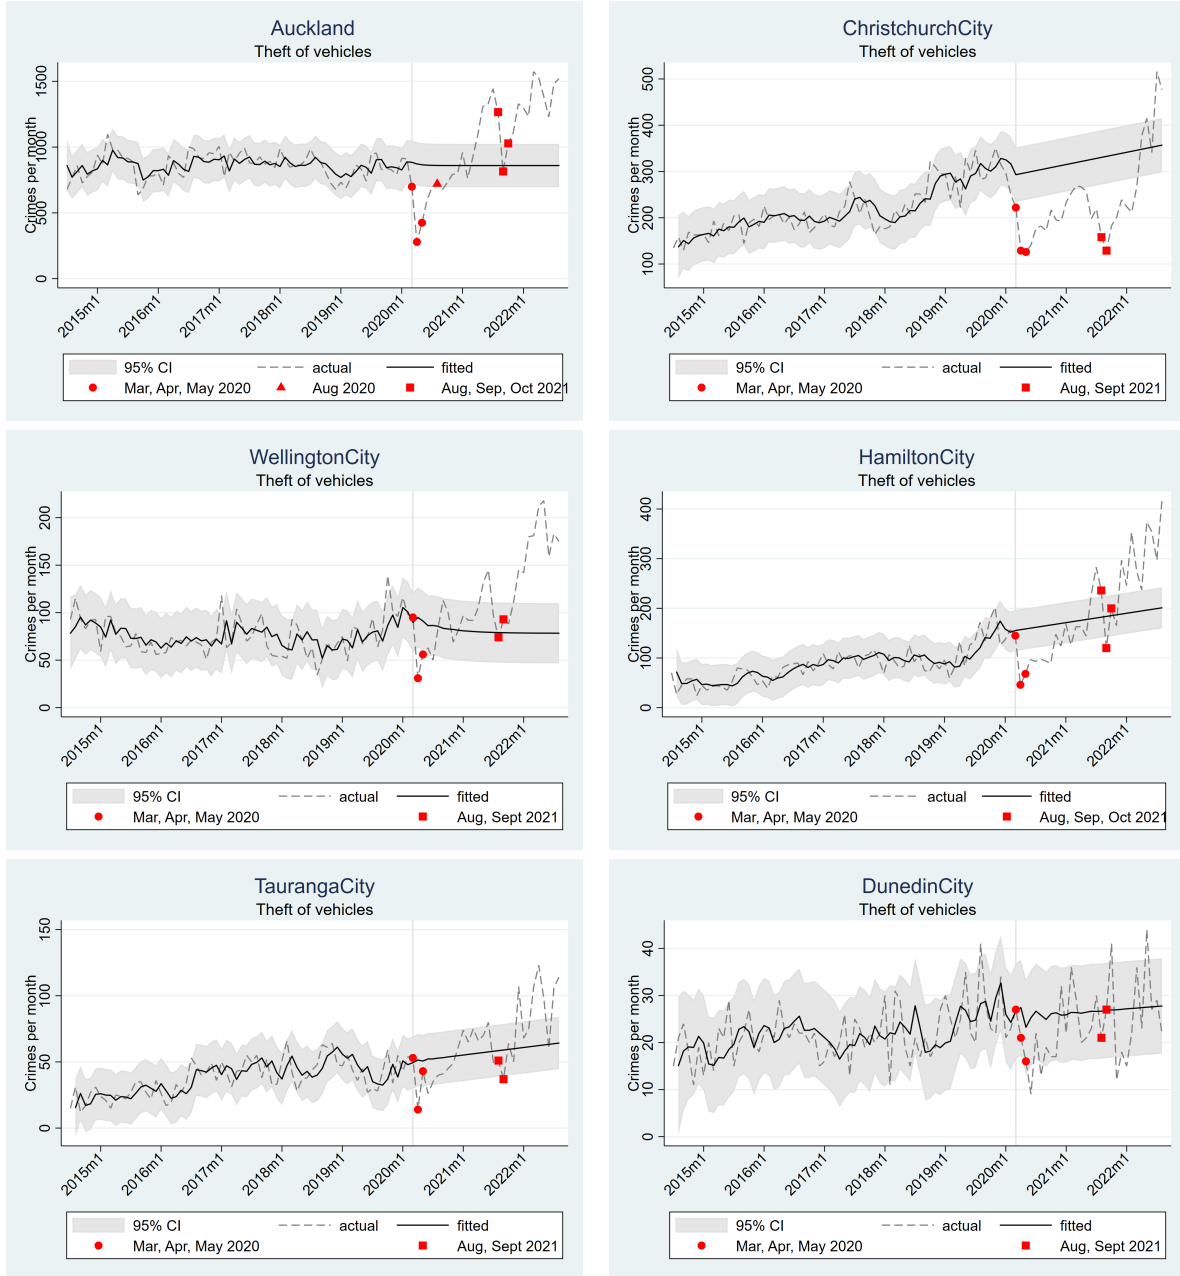 Auckland
Theft of vehicles
Crimes per month
0 500 1000 1500
2015m1 2016m1 2017m1 2018m1 2019m1 2020m1 2021m1 2022m1
95% CI actual fitted
Mar, Apr, May 2020 Aug 2020 Aug, Sep, Oct 2021
ChristchurchCity
Theft of vehicles
Crimes per month
100 200 300 400 500
2015m1 2016m1 2017m1 2018m1 2019m1 2020m1 2021m1 2022m1
95% CI actual fitted
Mar, Apr, May 2020 Aug, Sept 2021
WellingtonCity
Theft of vehicles
Crimes per month
0 50 100 150 200
2015m1 2016m1 2017m1 2018m1 2019m1 2020m1 2021m1 2022m1
95% CI actual fitted
Mar, Apr, May 2020 Aug, Sept 2021
HamiltonCity
Theft of vehicles
Crimes per month
0 100 200 300 400
2015m1 2016m1 2017m1 2018m1 2019m1 2020m1 2021m1 2022m1
95% CI actual fitted
Mar, Apr, May 2020 Aug, Sep, Oct 2021
TaurangaCity
Theft of vehicles
Crimes per month
0 50 100 150
2015m1 2016m1 2017m1 2018m1 2019m1 2020m1 2021m1 2022m1
95% CI actual fitted
Mar, Apr, May 2020 Aug, Sept 2021
DunedinCity
Theft of vehicles
Crimes per month
0 10 20 30 40
2015m1 2016m1 2017m1 2018m1 2019m1 2020m1 2021m1 2022m1
95% CI actual fitted
Mar, Apr, May 2020 Aug, Sept 2021